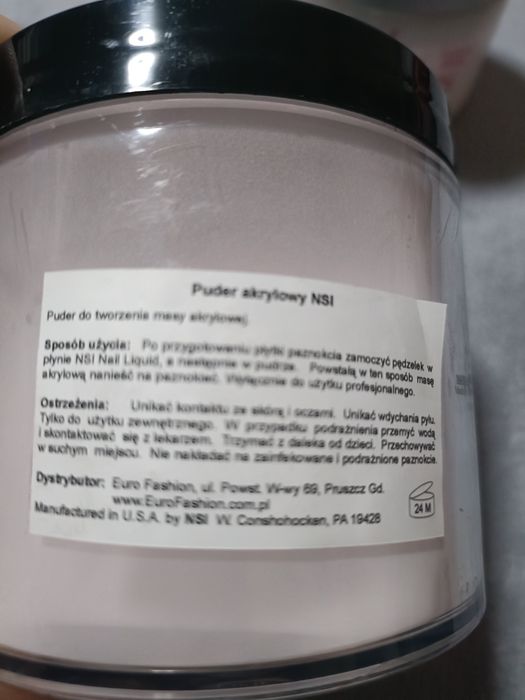 Puder akrylowy NSI
Puder do tworzenia masy akrylowej
Sposób użycia: Po przygotowaniu płytki paznokcia zamoczyć pędzelek w
płynie NSI Nail Liquid, a następnie w pudrze. Powstałą w ten sposób masę
akrylową nanieść na paznokieć. Wyłącznie do użytku profesjonalnego.
Ostrzeżenia: Unikać kontaktu ze skórą i oczami. Unikać wdychania pyłu.
Tylko do użytku zewnętrznego. W przypadku podrażnienia przemyć wodą
i skontaktować się z lekarzem. Trzymać z daleka od dzieci. Przechowywać
w suchym miejscu. Nie nakładać na zainfekowane i podrażnione paznokcie.
Dystrybutor: Euro Fashion, ul. Powst. W-wy 69, Pruszcz Gd.
www.EuroFashion.com.pl
Manufactured in U.S.A. by NSI W. Conshohocken, PA 19428
24 M